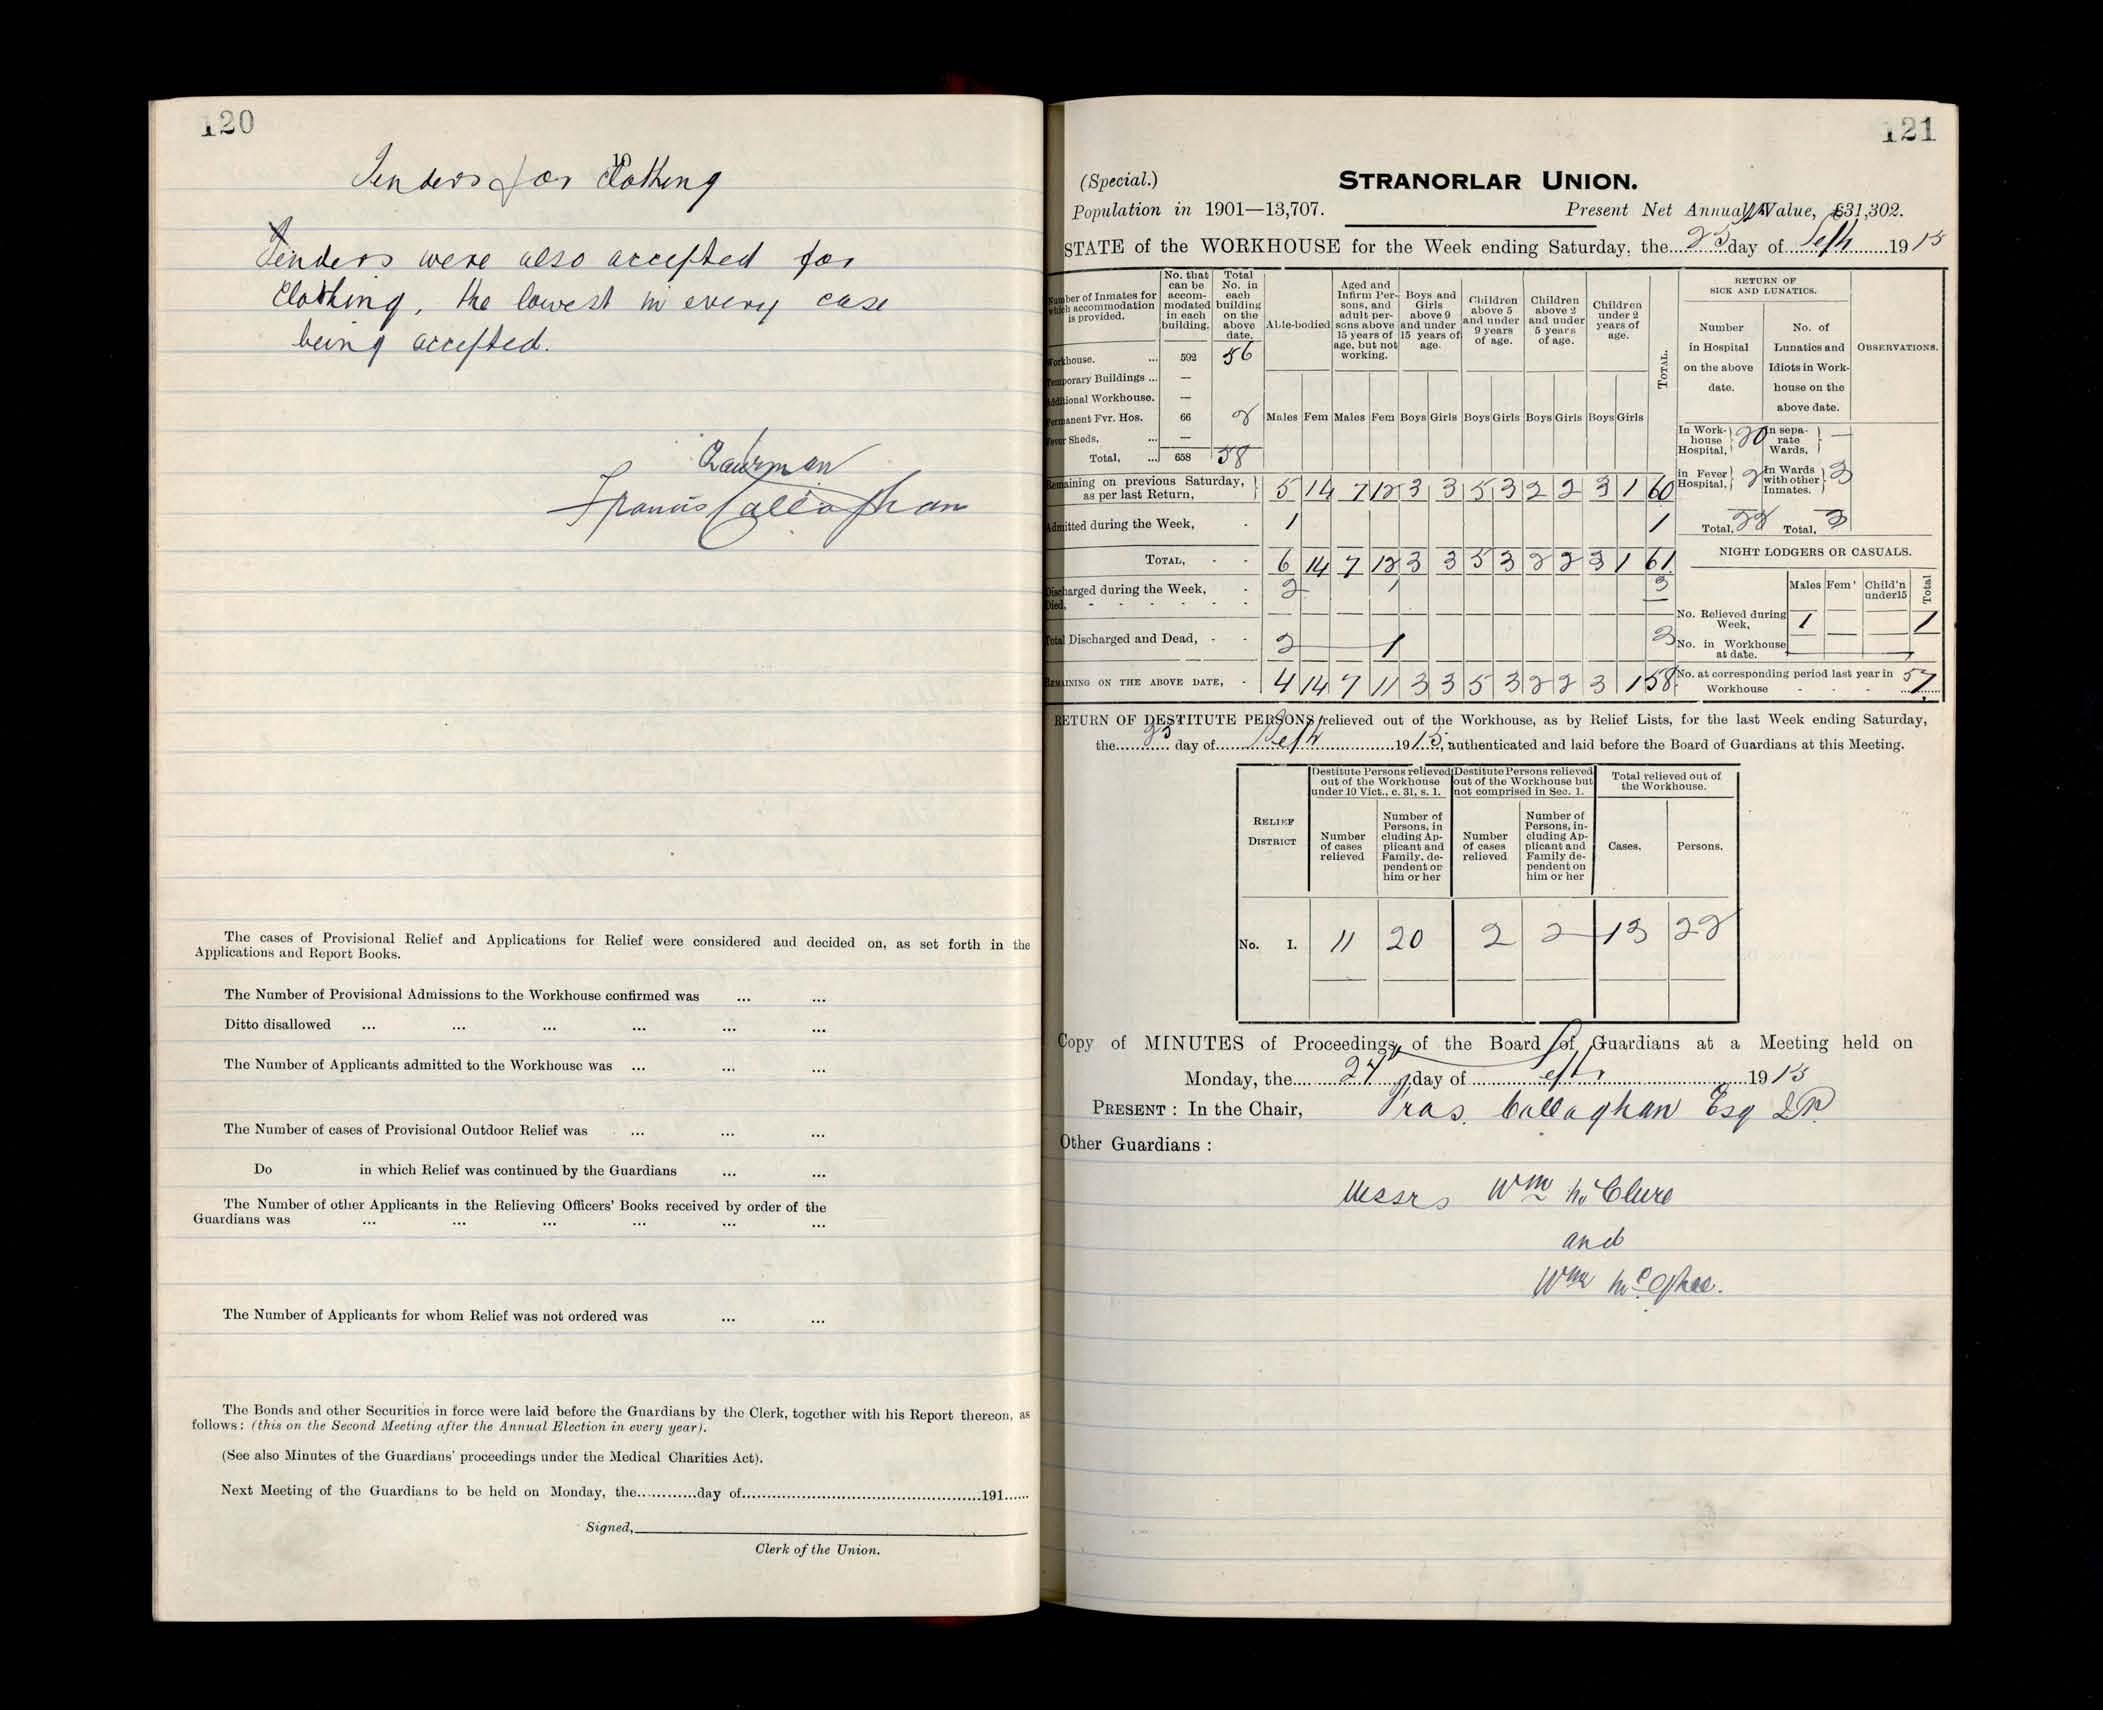 120
Tenders for Clothing
Tenders were also accepted for
Clothing, the lowest in every case
being accepted.
Chairman
Francis Callaghan
The cases of Provisional Relief and Applications for Relief were considered and decided on, as set forth in the
Applications and Report Books.
The Number of Provisional Admissions to the Workhouse confirmed was ... ...
Ditto disallowed ... ... ... ... ... ...
The Number of Applicants admitted to the Workhouse was ... ... ...
The Number of cases of Provisional Outdoor Relief was ... ... ...
Do in which Relief was continued by the Guardians ... ...
The Number of other Applicants in the Relieving Officers' Books received by order of the
Guardians was ... ... ... ... ... ...
The Number of Applicants for whom Relief was not ordered was ... ...
The Bonds and other Securities in force were laid before the Guardians by the Clerk, together with his Report thereon, as
follows: (this on the Second Meeting after the Annual Election in every year).
(See also Minutes of the Guardians' proceedings under the Medical Charities Act).
Next Meeting of the Guardians to be held on Monday, the............day of................................................191......
Signed,
Clerk of the Union.
121
(Special.) STRANORLAR UNION.
Population in 1901—13,707. Present Net Annual Value, £31,302.
STATE of the WORKHOUSE for the Week ending Saturday, the 25 day of Septr 1915
Number of Inmates for which accommodation is provided.
No. that can be accommodated in each building.
Total No. in each building on the above date.
Able-bodied
Aged and Infirm Persons, and adult persons above 15 years of age, but not working.
Boys and Girls above 9 and under 15 years of age.
Children above 5 and under 9 years of age.
Children above 2 and under 5 years of age.
Children under 2 years of age.
TOTAL.
RETURN OF SICK AND LUNATICS.
Number in Hospital on the above date.
No. of Lunatics and Idiots in Workhouse on the above date.
OBSERVATIONS.
Workhouse. ... 592 56
Temporary Buildings ... —
Additional Workhouse. —
Permanent Fvr. Hos. 66 2
Fever Sheds, ... —
Total, ... 658 58
Males Fem Males Fem Boys Girls Boys Girls Boys Girls Boys Girls
In Workhouse Hospital, 20 In separate Wards, —
in Fever Hospital, 2 In Wards with other Inmates. 3
Total, 22 Total, 3
Remaining on previous Saturday, as per last Return, 5 14 7 12 3 3 5 3 2 2 3 1 60
Admitted during the Week, 1 1
TOTAL, 6 14 7 12 3 3 5 3 2 2 3 1 61
Discharged during the Week, 2 1 3
Died,
Total Discharged and Dead, 2 1 3
REMAINING ON THE ABOVE DATE, 4 14 7 11 3 3 5 3 2 2 3 1 58
NIGHT LODGERS OR CASUALS.
Males Fem' Child'n under 15 Total
No. Relieved during Week, 1 1
No. in Workhouse at date.
No. at corresponding period last year in Workhouse 57
RETURN OF DESTITUTE PERSONS relieved out of the Workhouse, as by Relief Lists, for the last Week ending Saturday,
the 25 day of Septr 1915, authenticated and laid before the Board of Guardians at this Meeting.
RELIEF DISTRICT
Destitute Persons relieved out of the Workhouse under 10 Vict., c. 31, s. 1.
Destitute Persons relieved out of the Workhouse but not comprised in Sec. 1.
Total relieved out of the Workhouse.
Number of cases relieved
Number of Persons, including Applicant and Family, dependent on him or her
Number of cases relieved
Number of Persons, including Applicant and Family dependent on him or her
Cases. Persons.
No. I. 11 20 2 2 13 22
Copy of MINUTES of Proceedings of the Board of Guardians at a Meeting held on
Monday, the 27th day of Septr 1915
PRESENT: In the Chair, Fras. Callaghan Esq J.P.
Other Guardians:
Messrs Wm McClure
and
Wm McGhee.